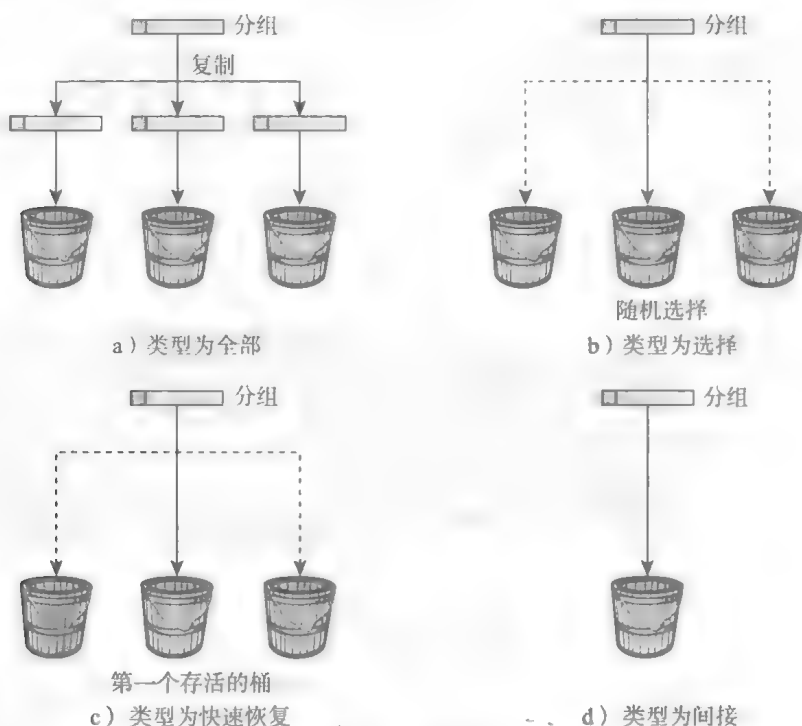 分组
分组
复制
随机选择
a）类型为全部
b）类型为选择
分组
分组
第一个存活的桶
c）类型为快速恢复
d）类型为间接